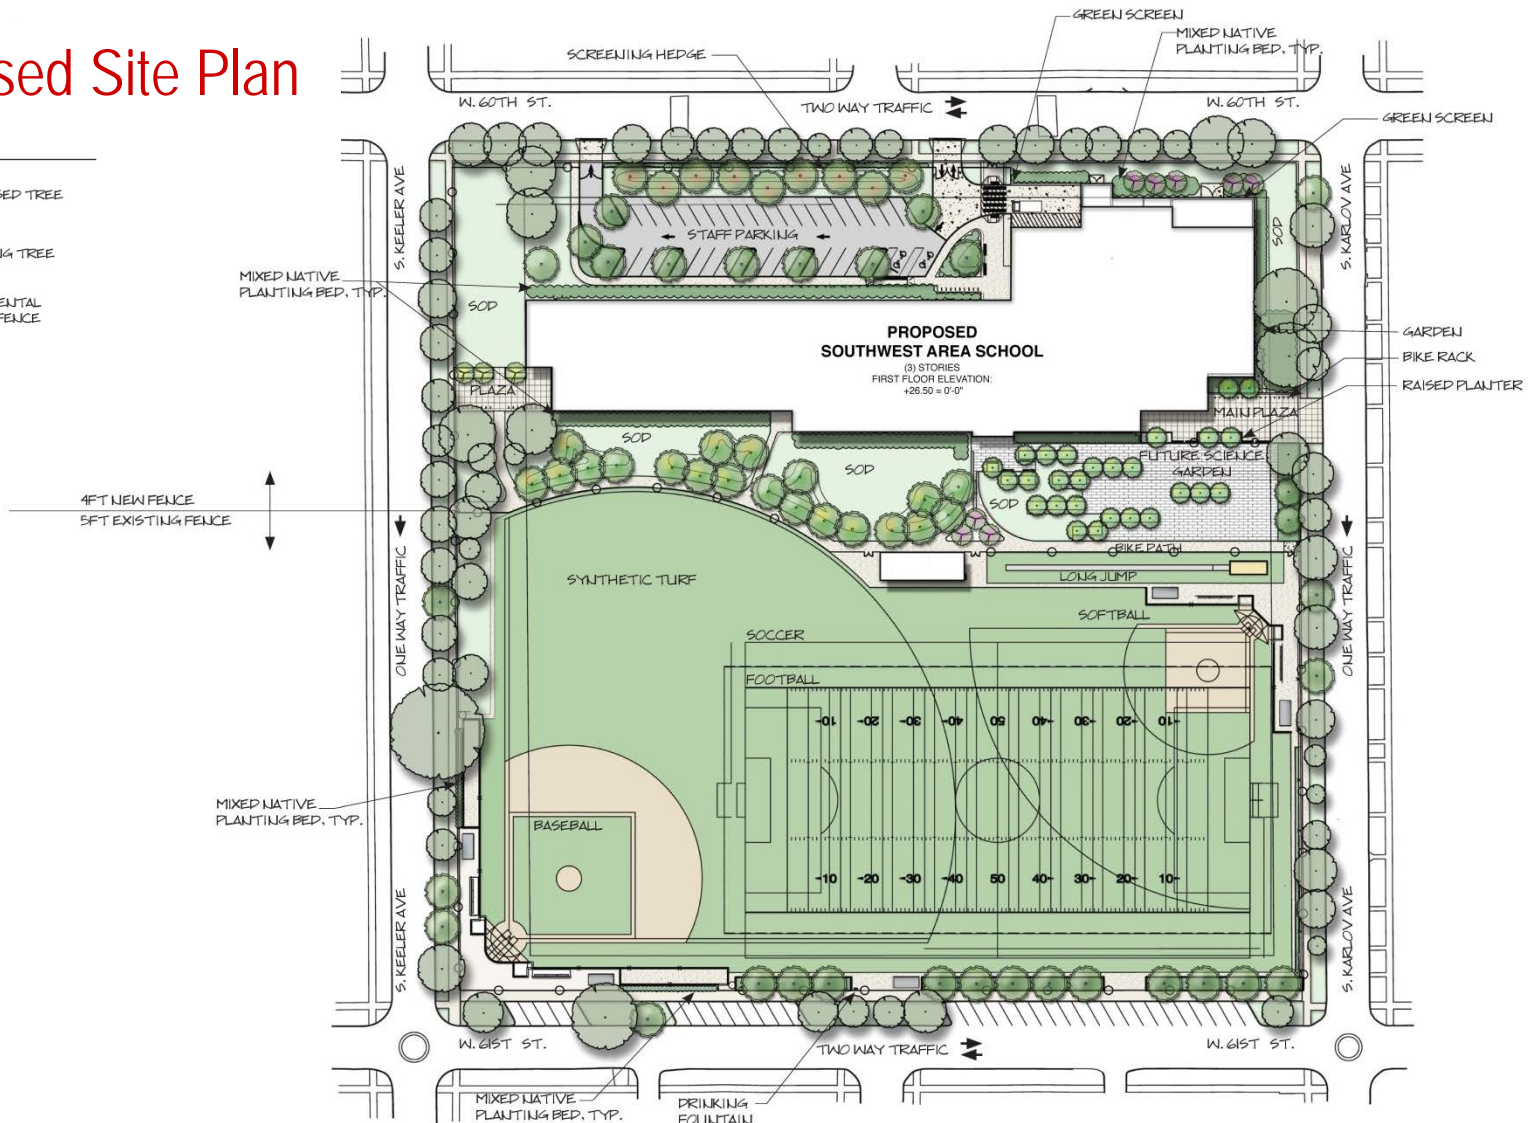 sed Site Plan
SED TREE
NG TREE
ENTAL
FENCE
GREEN SCREEN
MIXED NATIVE
PLANTING BED, TYP.
SCREENING HEDGE
W. 60TH ST.
TWO WAY TRAFFIC
W. 60TH ST.
GREEN SCREEN
S. KEELER AVE
S. KARLOV AVE
SOD
STAFF PARKING
MIXED NATIVE
PLANTING BED, TYP.
SOD
PROPOSED
SOUTHWEST AREA SCHOOL
(3) STORIES
FIRST FLOOR ELEVATION:
+26.50 = 0'-0"
GARDEN
BIKE RACK
RAISED PLANTER
PLAZA
MAIN PLAZA
SOD
SOD
FUTURE SCIENCE
GARDEN
SOD
4FT NEW FENCE
5FT EXISTING FENCE
BIKE PATH
LONG JUMP
ONE WAY TRAFFIC
ONE WAY TRAFFIC
SYNTHETIC TURF
SOFTBALL
SOCCER
FOOTBALL
10 20 30 40 50 40 30 20 10
MIXED NATIVE
PLANTING BED, TYP.
BASEBALL
10 20 30 40 50 40 30 20 10
S. KEELER AVE
S. KARLOV AVE
W. 61ST ST.
TWO WAY TRAFFIC
W. 61ST ST.
MIXED NATIVE
PLANTING BED, TYP.
DRINKING
FOUNTAIN